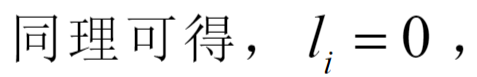 同理可得，$l_i = 0$，